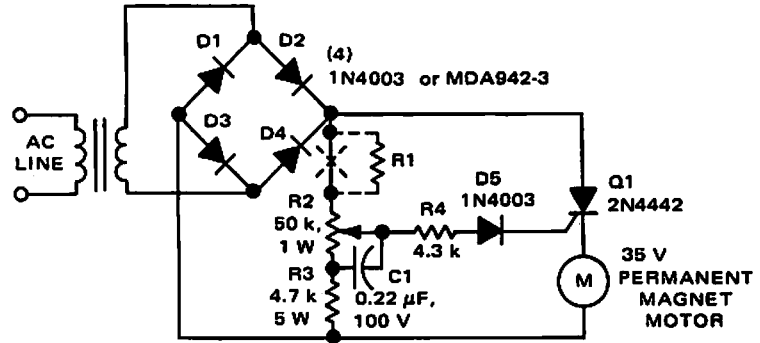 D1
D2
(4)
1N4003 or MDA942-3
D3
D4
AC
LINE
R1
R2
50 k,
1 W
R3
4.7 k
5 W
C1
0.22 μF,
100 V
R4
4.3 k
D5
1N4003
Q1
2N4442
M
35 V
PERMANENT
MAGNET
MOTOR